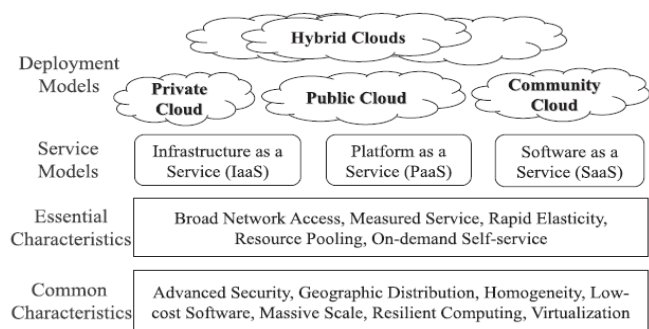 Hybrid Clouds
Deployment
Models
Private
Cloud
Public Cloud
Community
Cloud
Service
Models
Infrastructure as a
Service (IaaS)
Platform as a
Service (PaaS)
Software as a
Service (SaaS)
Essential
Characteristics
Broad Network Access, Measured Service, Rapid Elasticity,
Resource Pooling, On-demand Self-service
Common
Characteristics
Advanced Security, Geographic Distribution, Homogeneity, Low-
cost Software, Massive Scale, Resilient Computing, Virtualization